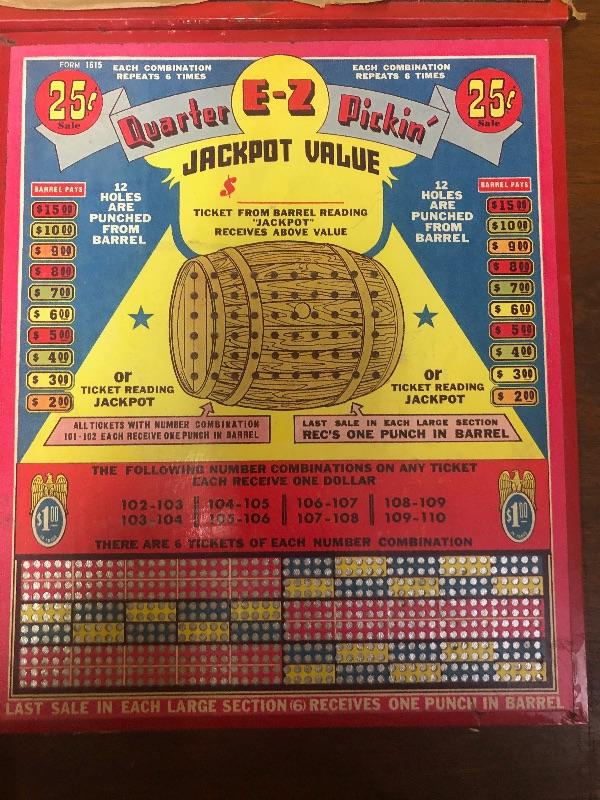 FORM 1615
EACH COMBINATION
REPEATS 6 TIMES
EACH COMBINATION
REPEATS 6 TIMES
25¢
Sale
Quarter E-Z Pickin'
25¢
Sale
JACKPOT VALUE
$
TICKET FROM BARREL READING
"JACKPOT"
RECEIVES ABOVE VALUE
BARREL PAYS
$15 00
$10 00
$ 9 00
$ 8 00
$ 7 00
$ 6 00
$ 5 00
$ 4 00
$ 3 00
$ 2 00
12
HOLES
ARE
PUNCHED
FROM
BARREL
12
HOLES
ARE
PUNCHED
FROM
BARREL
BARREL PAYS
$15 00
$10 00
$ 9 00
$ 8 00
$ 7 00
$ 6 00
$ 5 00
$ 4 00
$ 3 00
$ 2 00
or
TICKET READING
JACKPOT
or
TICKET READING
JACKPOT
ALL TICKETS WITH NUMBER COMBINATION
101-102 EACH RECEIVE ONE PUNCH IN BARREL
LAST SALE IN EACH LARGE SECTION
REC'S ONE PUNCH IN BARREL
THE FOLLOWING NUMBER COMBINATIONS ON ANY TICKET
EACH RECEIVE ONE DOLLAR
$1 00
102-103 104-105 106-107 108-109
103-104 105-106 107-108 109-110
$1 00
THERE ARE 6 TICKETS OF EACH NUMBER COMBINATION
LAST SALE IN EACH LARGE SECTION (6) RECEIVES ONE PUNCH IN BARREL